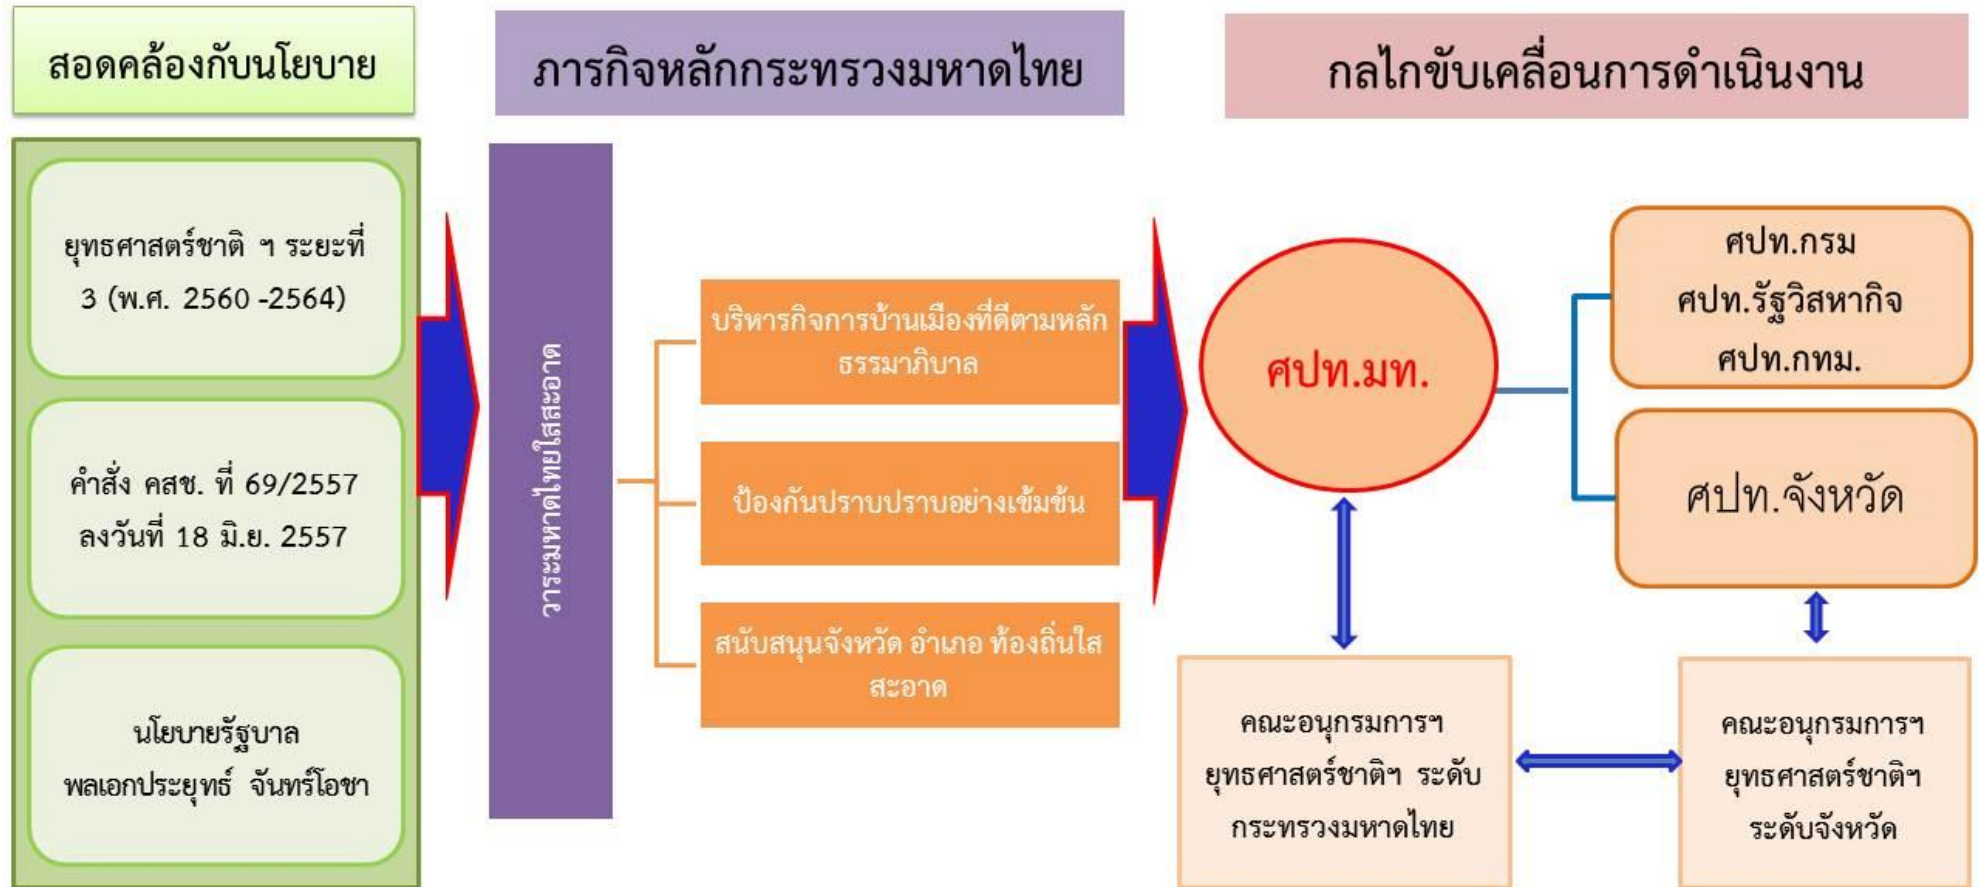 สอดคล้องกับนโยบาย
ภารกิจหลักกระทรวงมหาดไทย
กลไกขับเคลื่อนการดำเนินงาน
ยุทธศาสตร์ชาติ ฯ ระยะที่
3 (พ.ศ. 2560 -2564)
คำสั่ง คสช. ที่ 69/2557
ลงวันที่ 18 มิ.ย. 2557
นโยบายรัฐบาล
พลเอกประยุทธ์ จันทร์โอชา
วาระมหาดไทยใสสะอาด
บริหารกิจการบ้านเมืองที่ดีตามหลัก
ธรรมาภิบาล
ป้องกันปราบปราบอย่างเข้มข้น
สนับสนุนจังหวัด อำเภอ ท้องถิ่นใส
สะอาด
ศปท.มท.
ศปท.กรม
ศปท.รัฐวิสหากิจ
ศปท.กทม.
ศปท.จังหวัด
คณะอนุกรมการฯ
ยุทธศาสตร์ชาติฯ ระดับ
กระทรวงมหาดไทย
คณะอนุกรมการฯ
ยุทธศาสตร์ชาติฯ
ระดับจังหวัด